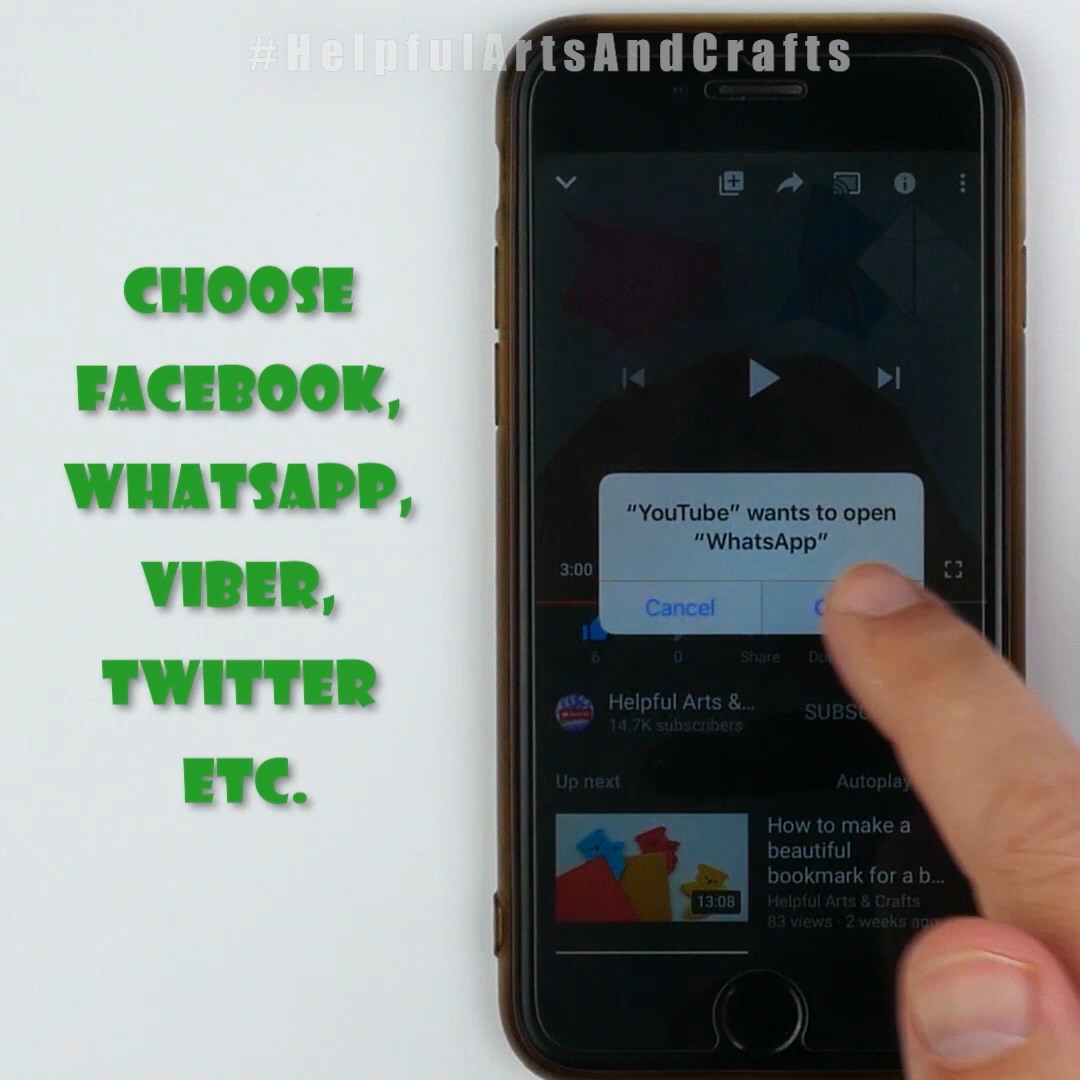 #HelpfulArtsAndCrafts
CHOOSE
FACEBOOK,
WHATSAPP,
VIBER,
TWITTER
ETC.
“YouTube” wants to open
“WhatsApp”
3:00
Cancel
6
0
Share
Helpful Arts &...
14.7K subscribers
Up next
Autoplay
How to make a
beautiful
bookmark for a b...
13:08
Helpful Arts & Crafts
83 views · 2 weeks ago